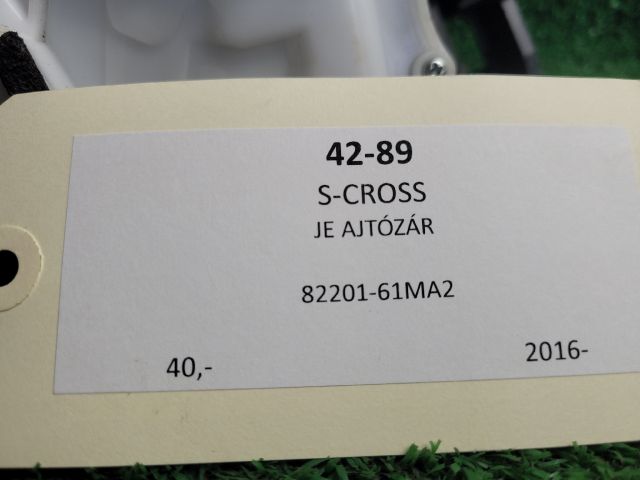 42-89
S-CROSS
JE AJTÓZÁR
82201-61MA2
40,- 2016-